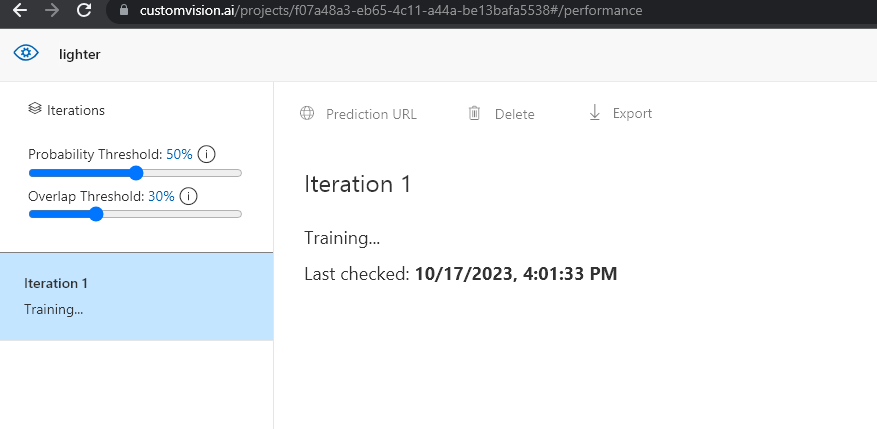 customvision.ai/projects/f07a48a3-eb65-4c11-a44a-be13bafa5538#/performance
lighter
Iterations
Probability Threshold: 50%
Overlap Threshold: 30%
Iteration 1
Training...
Prediction URL Delete Export
Iteration 1
Training...
Last checked: 10/17/2023, 4:01:33 PM